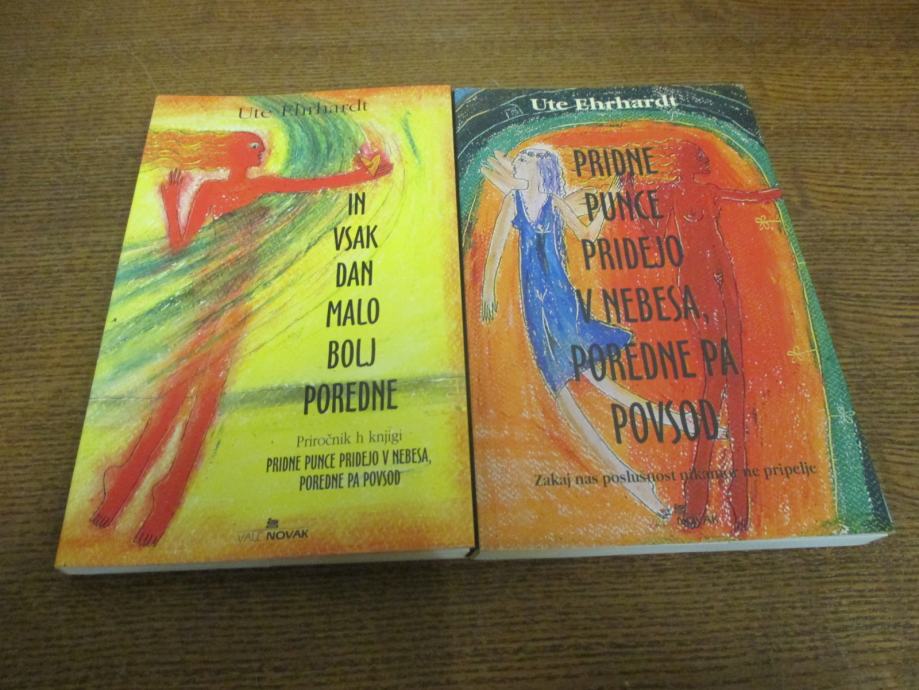 Ute Ehrhardt
IN
VSAK
DAN
MALO
BOLJ
POREDNE
Priročnik h knjigi
PRIDNE PUNCE PRIDEJO V NEBESA,
POREDNE PA POVSOD
VALE NOVAK
Ute Ehrhardt
PRIDNE
PUNCE
PRIDEJO
V NEBESA,
POREDNE PA
POVSOD
Zakaj nas poslušnost nikamor ne pripelje
NOVAK